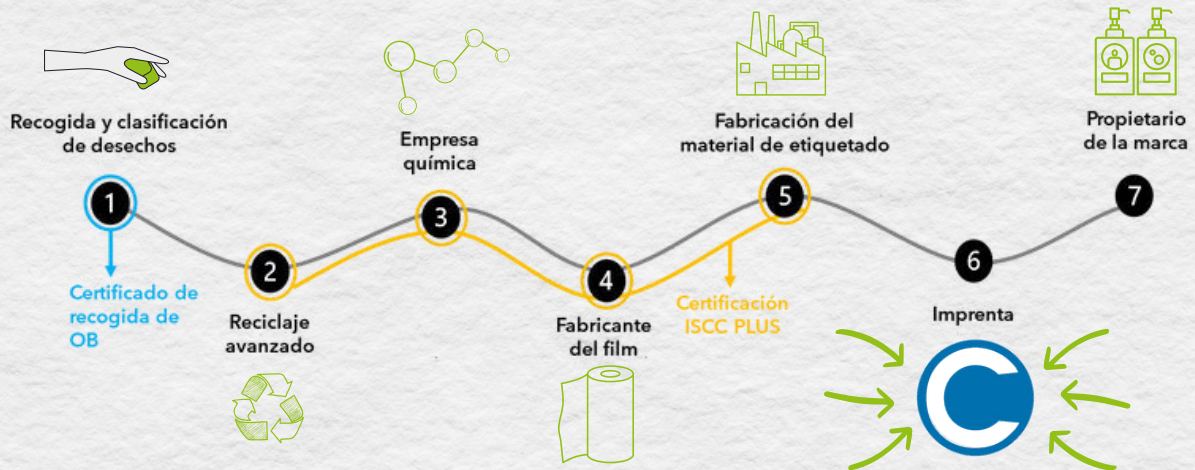 Recogida y clasificación
de desechos
1
Certificado de
recogida de
OB
2
Reciclaje
avanzado
Empresa
química
3
4
Fabricante
del film
Fabricación del
material de etiquetado
5
Certificación
ISCC PLUS
6
Imprenta
C
Propietario
de la marca
7